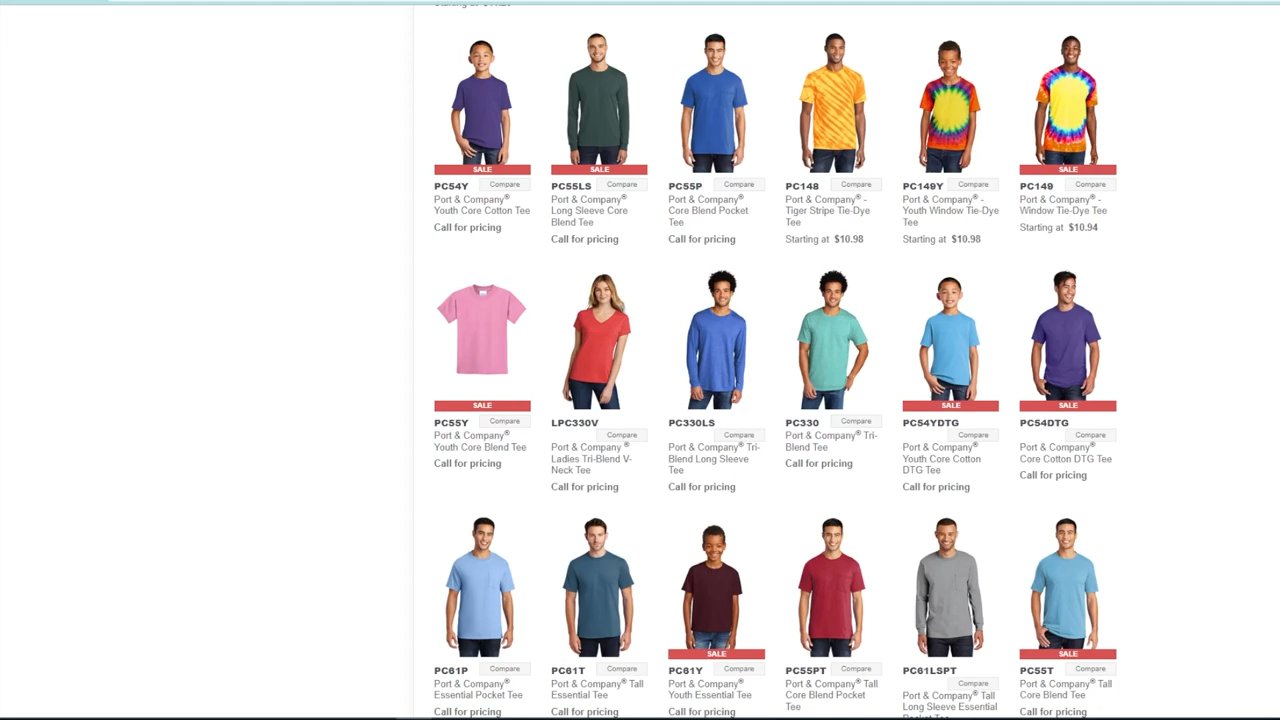 SALE
SALE
SALE
PC54Y Compare
Port & Company®
Youth Core Cotton Tee
Call for pricing
PC55LS Compare
Port & Company®
Long Sleeve Core
Blend Tee
Call for pricing
PC55P Compare
Port & Company®
Core Blend Pocket
Tee
Call for pricing
PC148 Compare
Port & Company® -
Tiger Stripe Tie-Dye
Tee
Starting at $10.98
PC149Y Compare
Port & Company® -
Youth Window Tie-Dye
Tee
Starting at $10.98
PC149 Compare
Port & Company® -
Window Tie-Dye Tee
Starting at $10.94
SALE
SALE
SALE
PC55Y Compare
Port & Company®
Youth Core Blend Tee
Call for pricing
LPC330V
Compare
Port & Company ®
Ladies Tri-Blend V-
Neck Tee
Call for pricing
PC330LS
Compare
Port & Company® Tri-
Blend Long Sleeve
Tee
Call for pricing
PC330 Compare
Port & Company® Tri-
Blend Tee
Call for pricing
PC54YDTG
Compare
Port & Company®
Youth Core Cotton
DTG Tee
Call for pricing
PC54DTG
Compare
Port & Company®
Core Cotton DTG Tee
Call for pricing
SALE
SALE
PC61P Compare
Port & Company®
Essential Pocket Tee
Call for pricing
PC61T Compare
Port & Company® Tall
Essential Tee
Call for pricing
PC61Y Compare
Port & Company®
Youth Essential Tee
Call for pricing
PC55PT Compare
Port & Company® Tall
Core Blend Pocket
Tee
PC61LSPT
Compare
Port & Company® Tall
Long Sleeve Essential
PC55T Compare
Port & Company® Tall
Core Blend Tee
Call for pricing